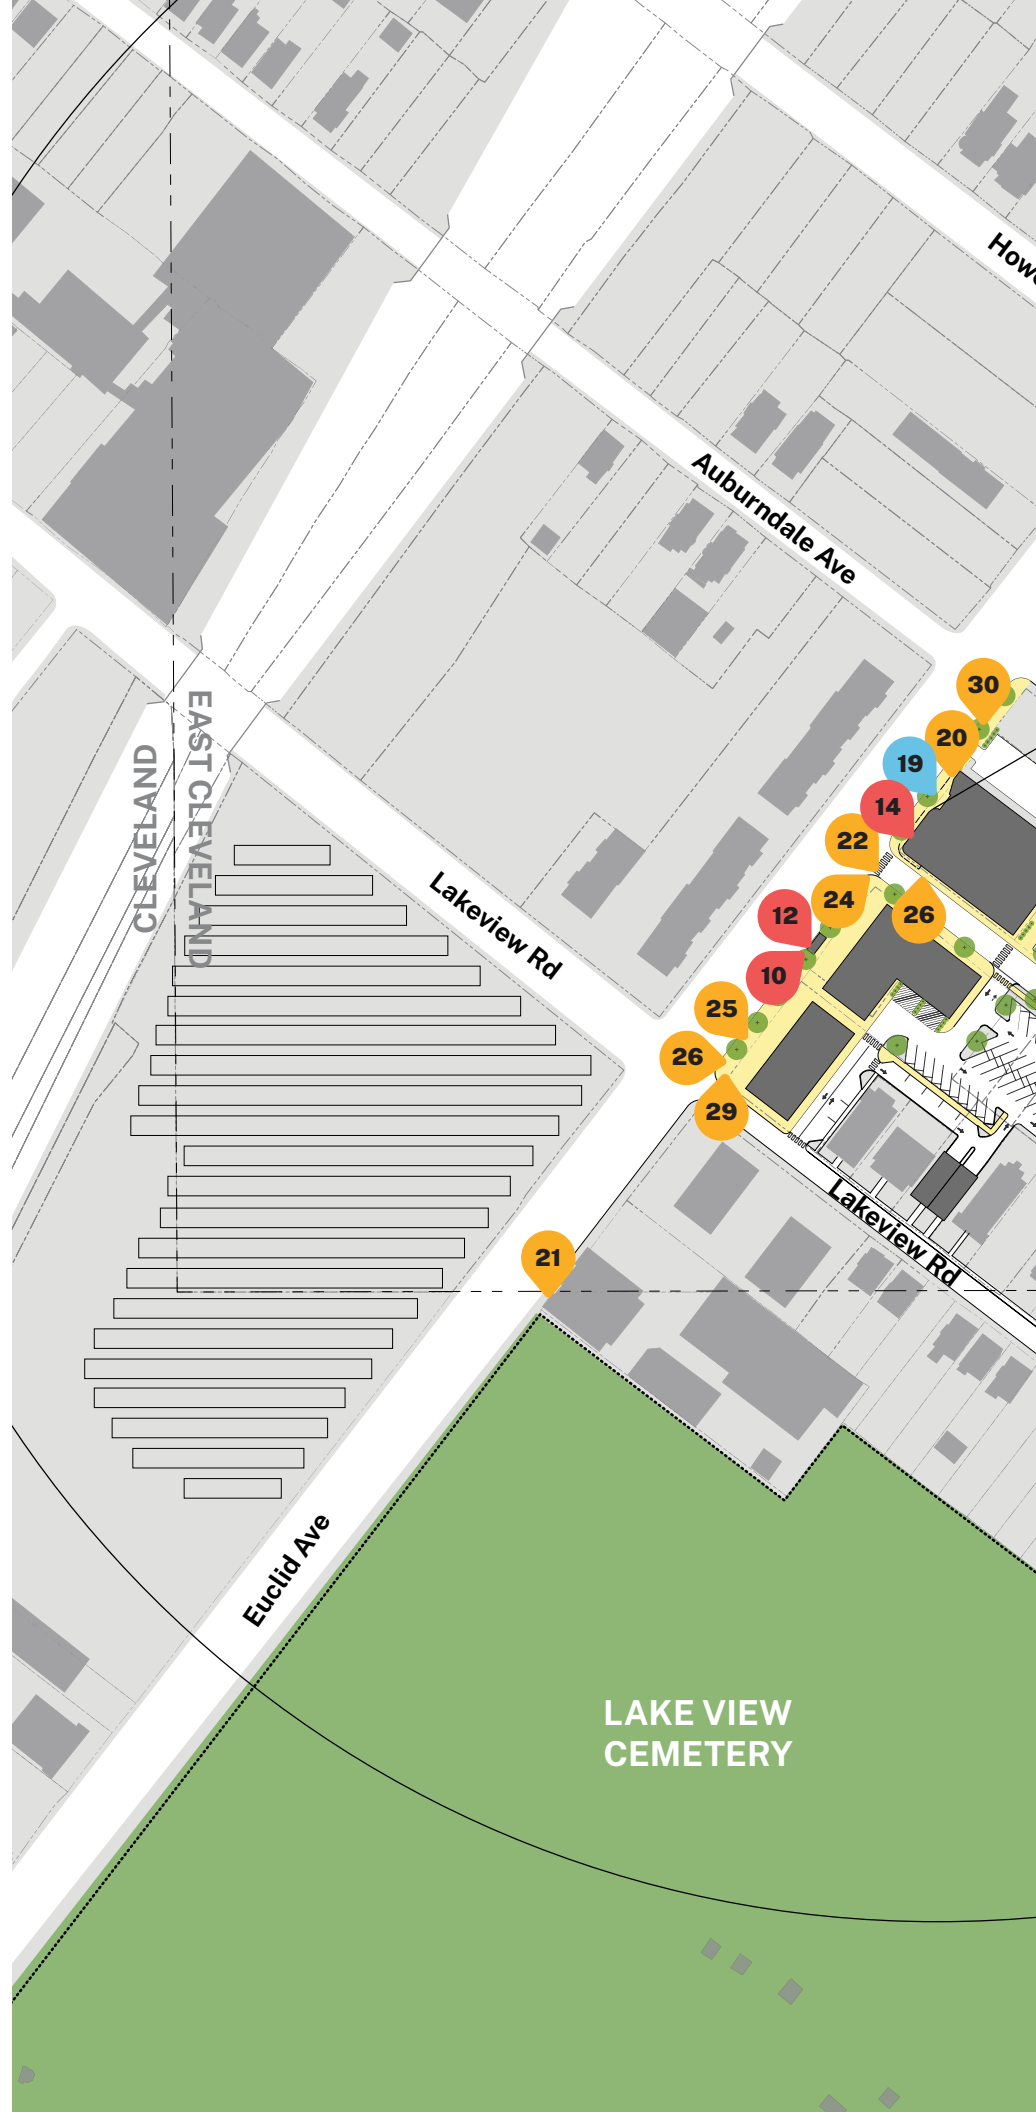 Howe
Auburndale Ave
30
20
19
14
22
24
26
12
10
25
26
29
EAST CLEVELAND
CLEVELAND
Lakeview Rd
Lakeview Rd
21
Euclid Ave
LAKE VIEW
CEMETERY